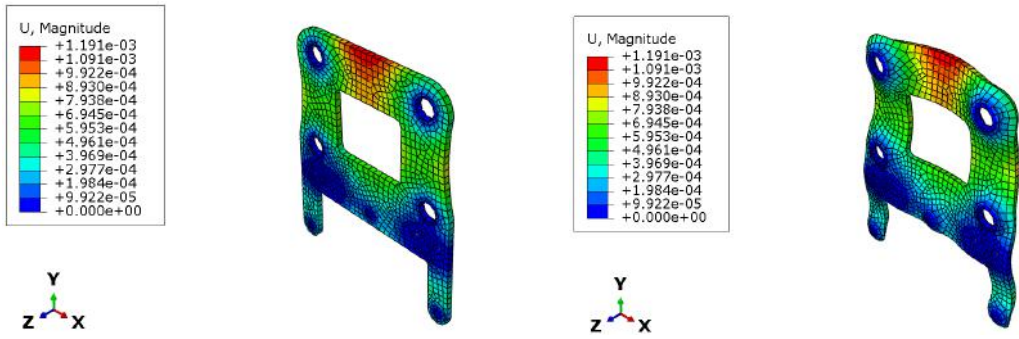 U, Magnitude
+1.191e-03
+1.091e-03
+9.922e-04
+8.930e-04
+7.938e-04
+6.945e-04
+5.953e-04
+4.961e-04
+3.969e-04
+2.977e-04
+1.984e-04
+9.922e-05
+0.000e+00
Y
Z
X
U, Magnitude
+1.191e-03
+1.091e-03
+9.922e-04
+8.930e-04
+7.938e-04
+6.945e-04
+5.953e-04
+4.961e-04
+3.969e-04
+2.977e-04
+1.984e-04
+9.922e-05
+0.000e+00
Y
Z
X